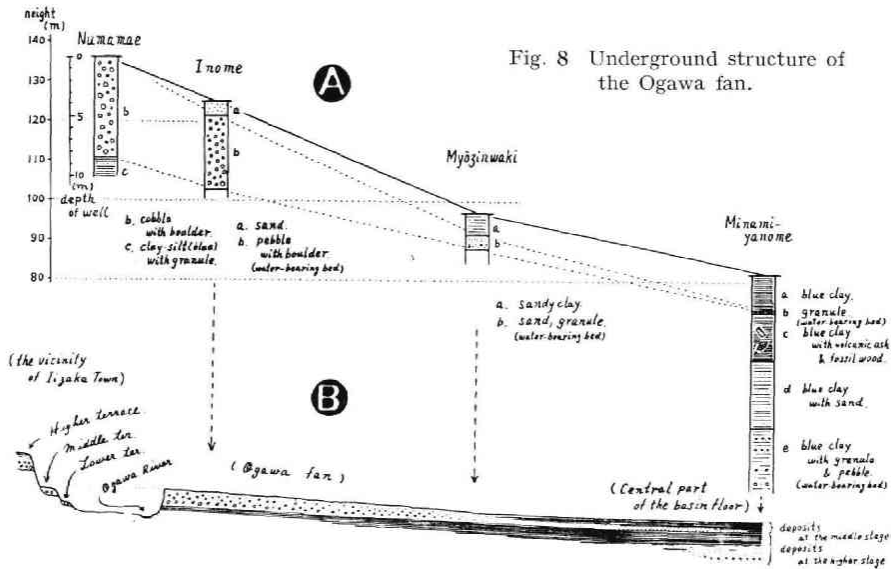 height
(m)
140
130
120
110
100
90
80
Numamae
0
5
10
(m)
depth
of well
b
c
b. cobble
with boulder.
c. clay-silt (blue)
with granule.
Inome
a
b
a. sand.
b. pebble
with boulder
(water-bearing bed)
A
Fig. 8 Underground structure of
the Ogawa fan.
Myōzinwaki
a
b
a. sandy clay.
b. sand, granule.
(water-bearing bed)
Minami-
yanome
a blue clay.
b granule
(water-bearing bed)
c blue clay
with volcanic ash
& fossil wood.
d blue clay
with sand.
e blue clay
with granule
& pebble.
(water-bearing bed)
B
(the vicinity
of Iizaka Town)
Higher terrace.
Middle ter.
Lower ter.
Ogawa River
(Ogawa fan)
(Central part
of the basin floor)
deposits
at the middle stage
deposits
at the higher stage